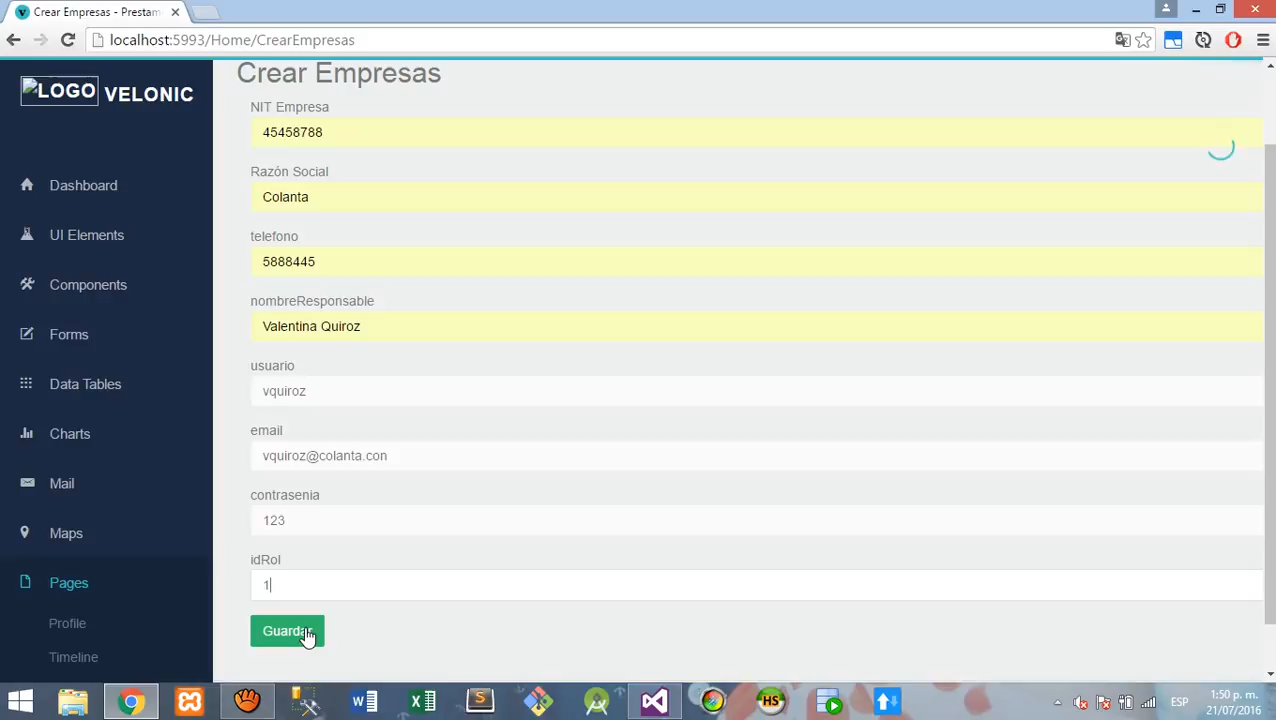 Crear Empresas - Prestam
localhost:5993/Home/CrearEmpresas
LOGO VELONIC
Dashboard
UI Elements
Components
Forms
Data Tables
Charts
Mail
Maps
Pages
Profile
Timeline
Crear Empresas
NIT Empresa
45458788
Razón Social
Colanta
telefono
5888445
nombreResponsable
Valentina Quiroz
usuario
vquiroz
email
vquiroz@colanta.con
contrasenia
123
idRol
1
Guardar
HS
ESP
1:50 p. m.
21/07/2016